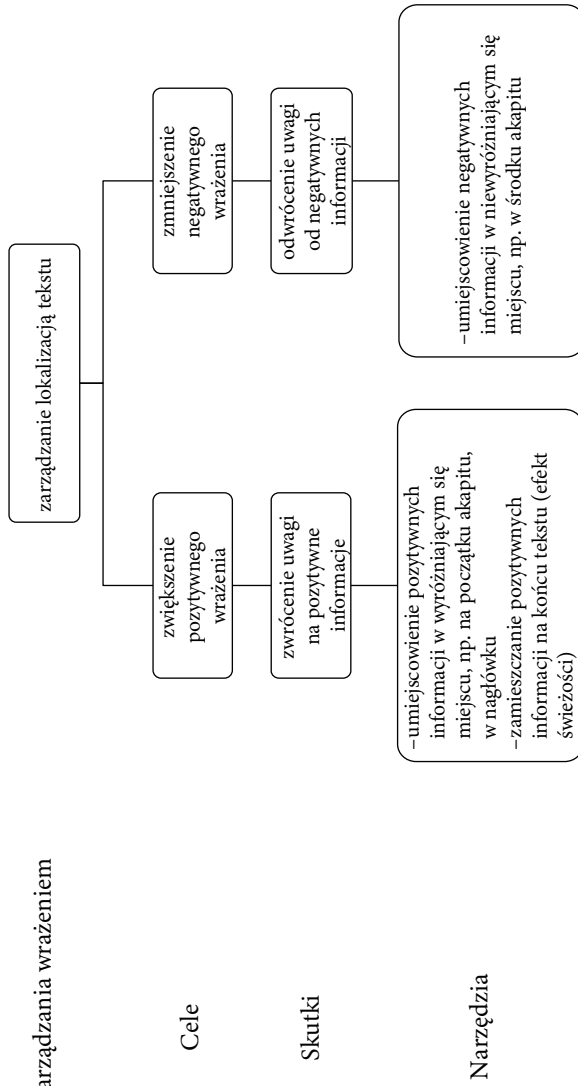 arządzania wrażeniem
zarządzanie lokalizacją tekstu
Cele
zwiększenie
pozytywnego
wrażenia
zmniejszenie
negatywnego
wrażenia
Skutki
zwrócenie uwagi
na pozytywne
informacje
odwrócenie uwagi
od negatywnych
informacji
Narzędzia
–umiejscowienie pozytywnych
informacji w wyróżniającym się
miejscu, np. na początku akapitu,
w nagłówku
–zamieszczanie pozytywnych
informacji na końcu tekstu (efekt
świeżości)
–umiejscowienie negatywnych
informacji w niewyróżniającym się
miejscu, np. w środku akapitu